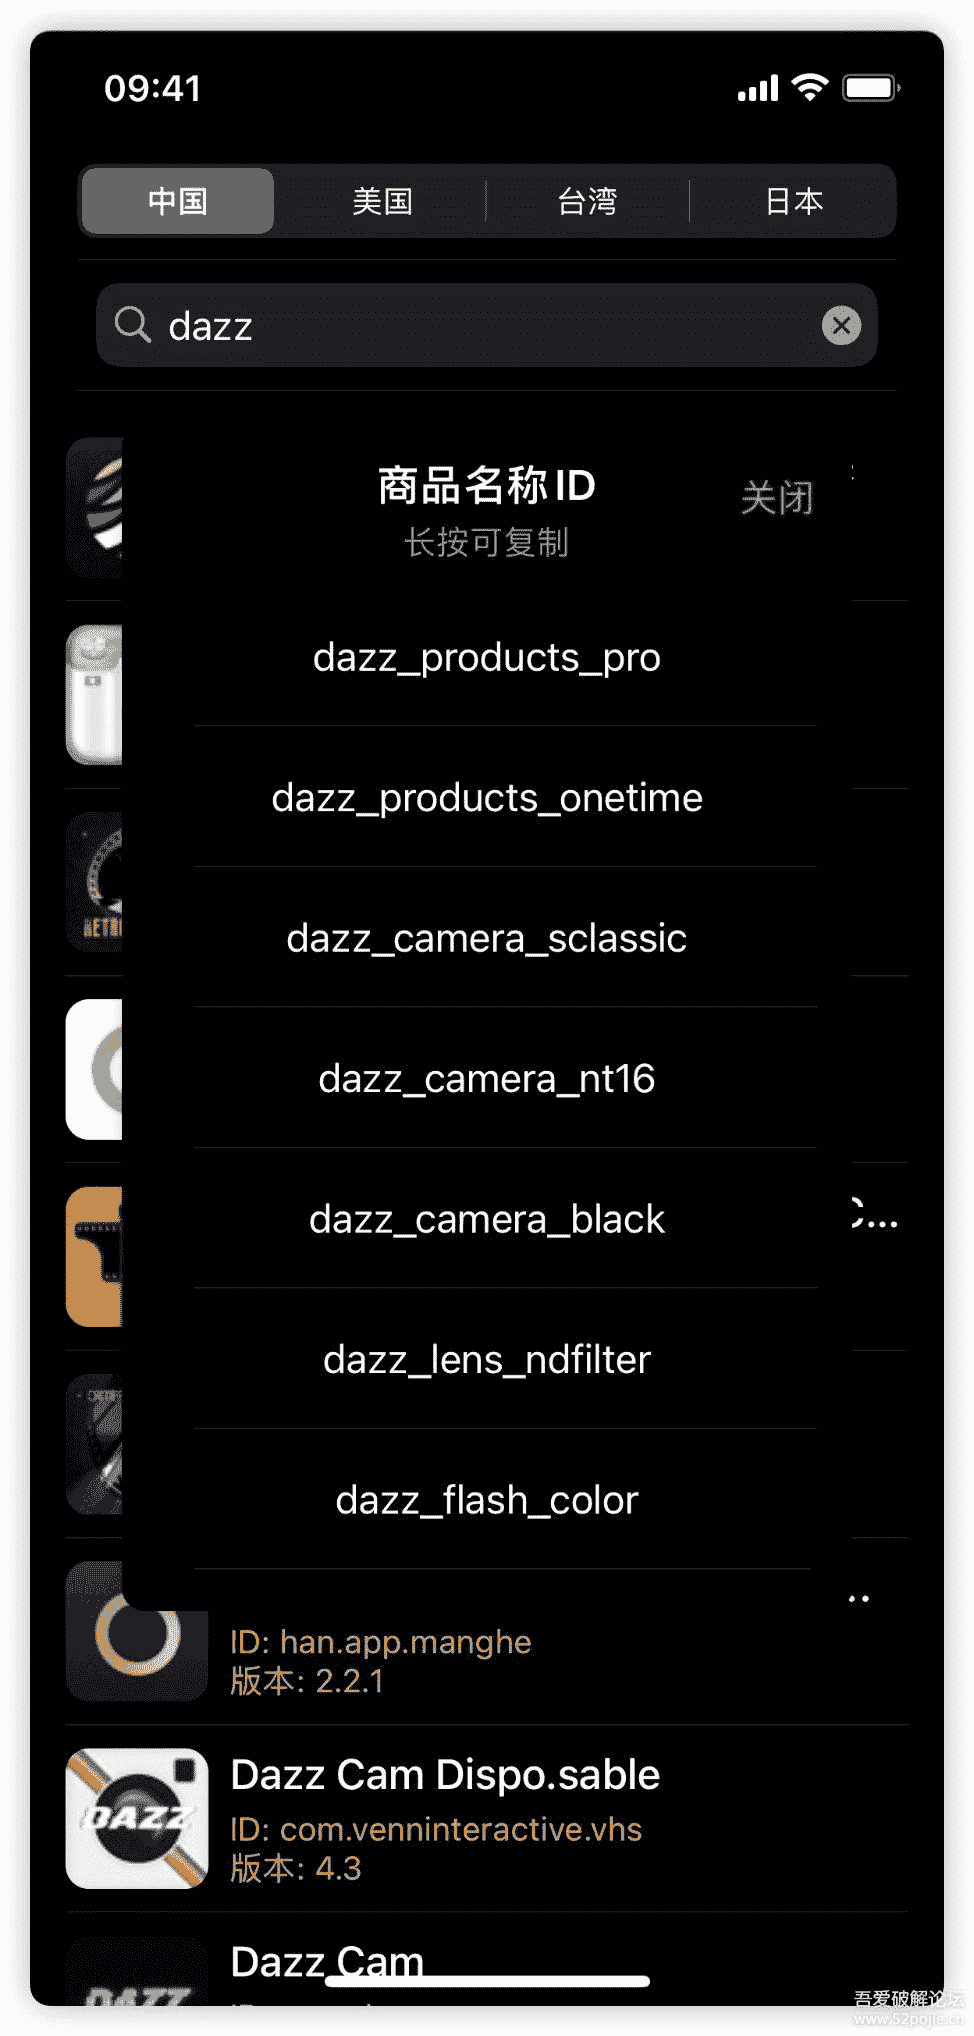 09:41
中国 美国 台湾 日本
dazz
商品名称ID
关闭
长按可复制
dazz_products_pro
dazz_products_onetime
dazz_camera_sclassic
dazz_camera_nt16
dazz_camera_black
C...
dazz_lens_ndfilter
dazz_flash_color
ID: han.app.manghe
版本: 2.2.1
Dazz Cam Dispo.sable
DAZZ
ID: com.venninteractive.vhs
版本: 4.3
Dazz Cam
DAZZ
吾爱破解论坛
www.52pojie.cn